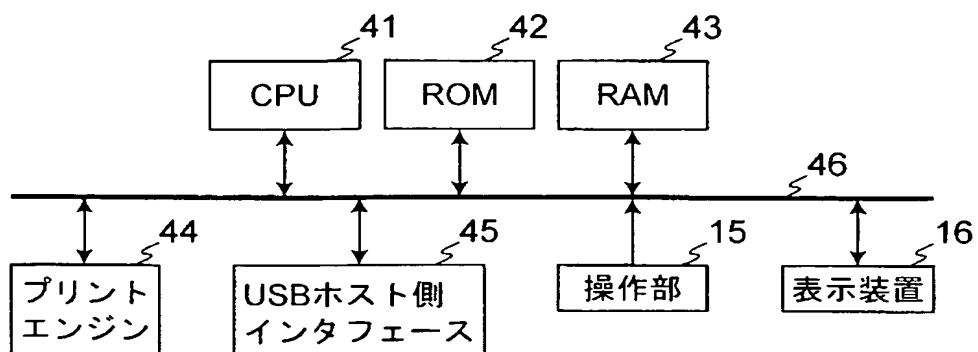 41
42
43
CPU
ROM
RAM
46
44
45
15
16
プリント
エンジン
USBホスト側
インタフェース
操作部
表示装置